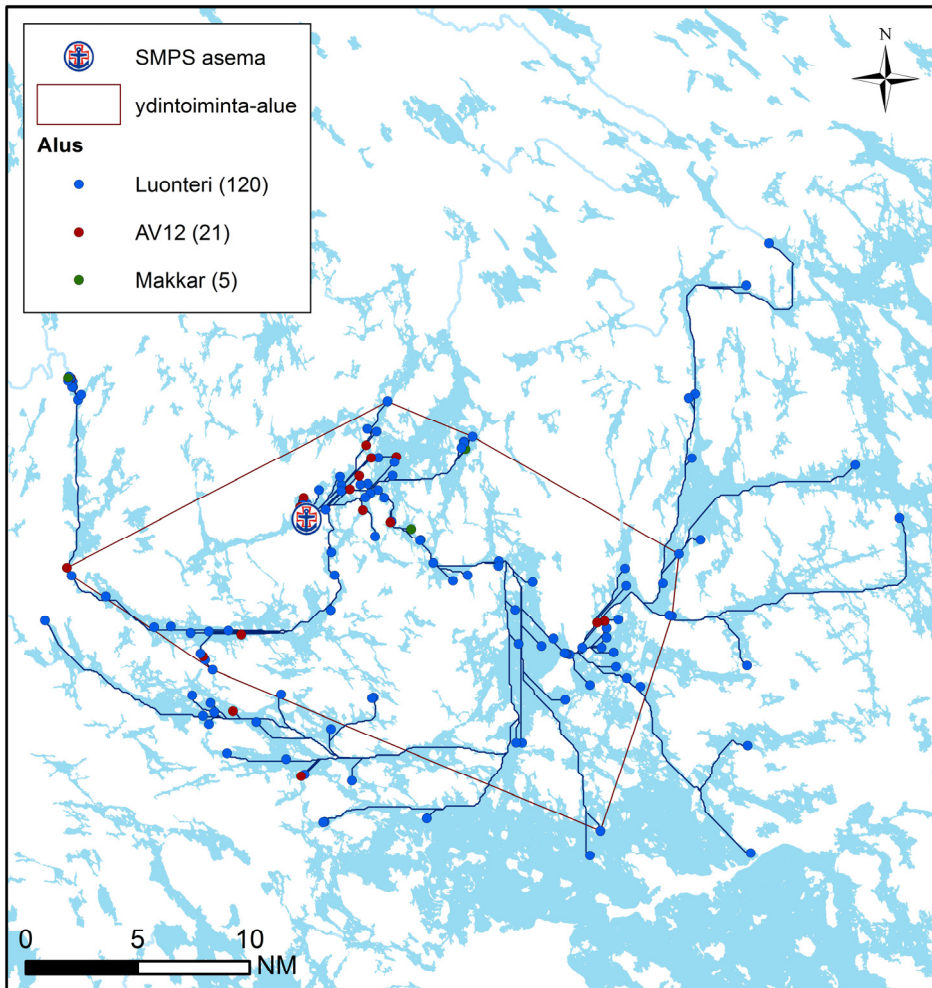 SMPS asema
ydintoiminta-alue
Alus
Luonteri (120)
AV12 (21)
Makkar (5)
N
0 5 10
NM